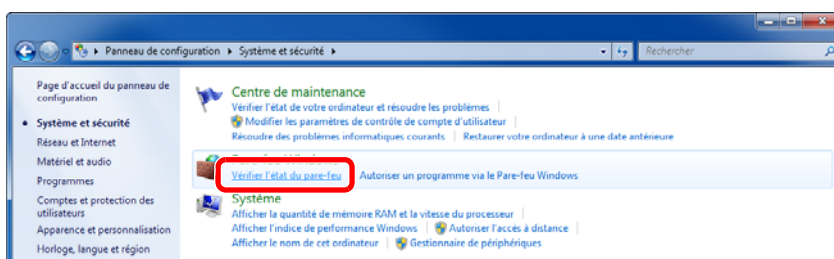 Panneau de configuration ▸ Système et sécurité ▸
Rechercher
Page d'accueil du panneau de
configuration
Système et sécurité
Réseau et Internet
Matériel et audio
Programmes
Comptes et protection des
utilisateurs
Apparence et personnalisation
Horloge, langue et région
Centre de maintenance
Vérifier l'état de votre ordinateur et résoudre les problèmes
Modifier les paramètres de contrôle de compte d'utilisateur
Résoudre des problèmes informatiques courants
Restaurer votre ordinateur à une date antérieure
Pare-feu Windows
Vérifier l'état du pare-feu
Autoriser un programme via le Pare-feu Windows
Système
Afficher la quantité de mémoire RAM et la vitesse du processeur
Afficher l'indice de performance Windows
Autoriser l'accès à distance
Afficher le nom de cet ordinateur
Gestionnaire de périphériques